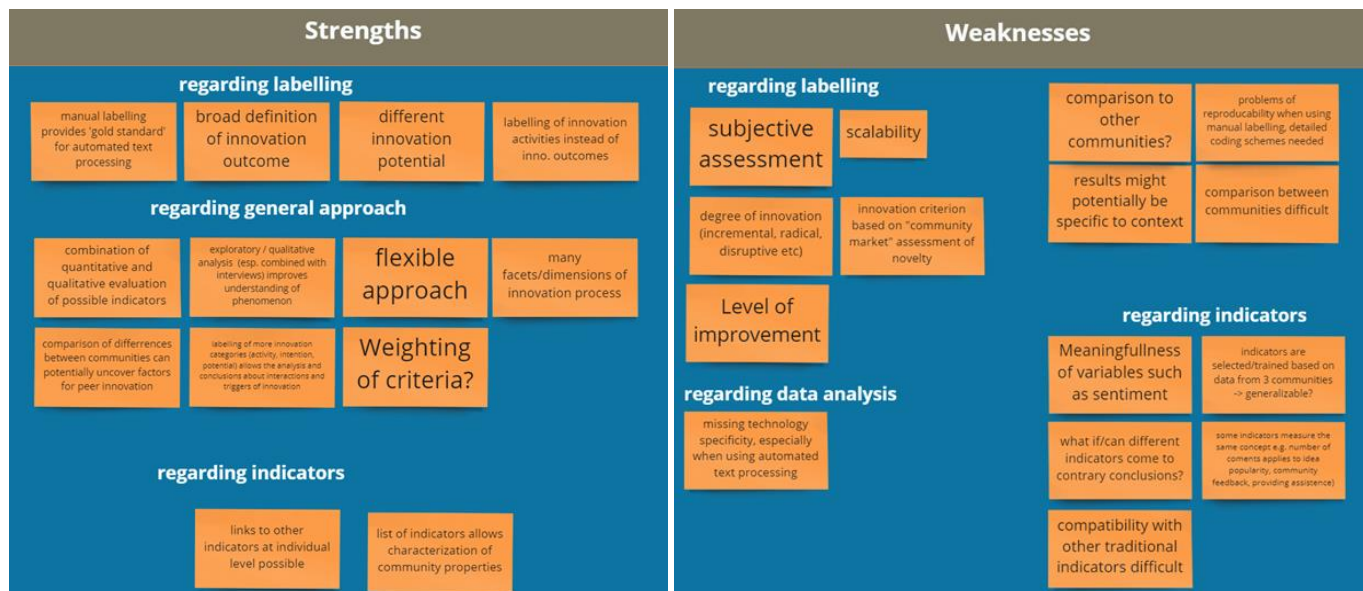 Strengths
regarding labelling
manual labelling
provides 'gold standard'
for automated text
processing
broad definition
of innovation
outcome
different
innovation
potential
labelling of innovation
activities instead of
inno. outcomes
regarding general approach
combination of
quantitative and
qualitative evaluation
of possible indicators
exploratory / qualitative
analysis (esp. combined with
interviews) improves
understanding of
phenomenon
flexible
approach
many
facets/dimensions of
innovation process
comparison of differences
between communities can
potentially uncover factors
for peer innovation
labelling of more innovation
categories (activity, intention,
potential) allows the analysis and
conclusions about interactions and
triggers of innovation
Weighting
of criteria?
regarding indicators
links to other
indicators at individual
level possible
list of indicators allows
characterization of
community properties
Weaknesses
regarding labelling
subjective
assessment
scalability
degree of innovation
(incremental, radical,
disruptive etc)
innovation criterion
based on "community
market" assessment of
novelty
Level of
improvement
regarding data analysis
missing technology
specificity, especially
when using automated
text processing
comparison to
other
communities?
problems of
reproducability when using
manual labelling, detailed
coding schemes needed
results might
potentially be
specific to context
comparison between
communities difficult
regarding indicators
Meaningfullness
of variables such
as sentiment
indicators are
selected/trained based on
data from 3 communities
-> generalizable?
what if/can different
indicators come to
contrary conclusions?
some indicators measure the
same concept e.g. number of
coments applies to idea
popularity, community
feedback, providing assistence)
compatibility with
other traditional
indicators difficult